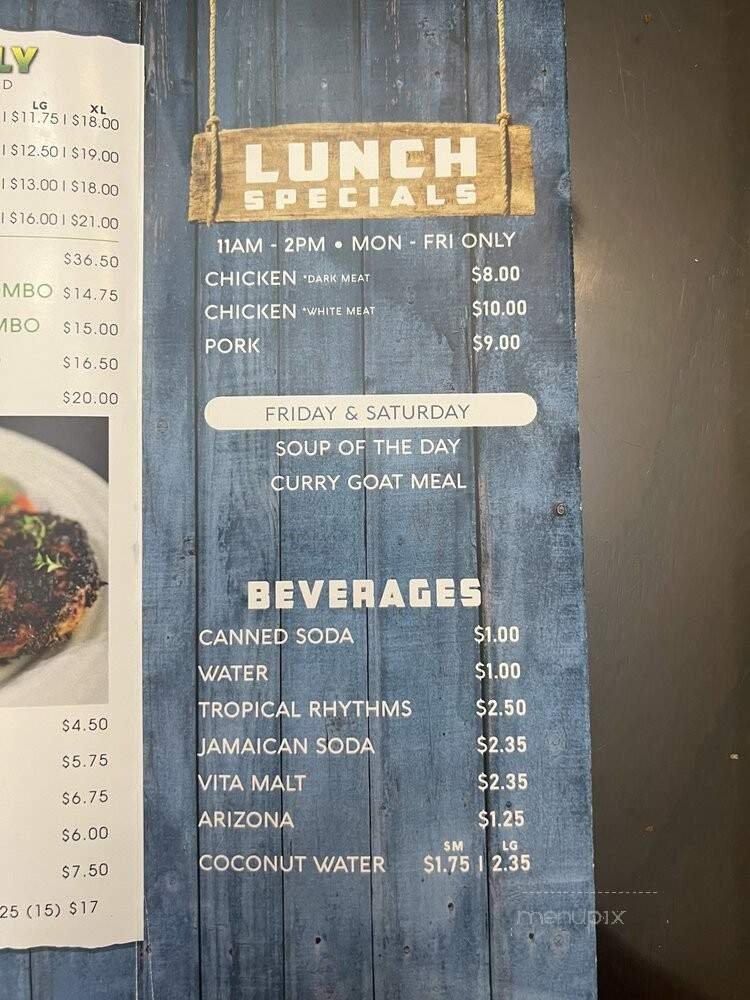 LY
D
LG XL
| $11.75 | $18.00
| $12.50 | $19.00
| $13.00 | $18.00
| $16.00 | $21.00
$36.50
OMBO $14.75
MBO $15.00
$16.50
$20.00
$4.50
$5.75
$6.75
$6.00
$7.50
25 (15) $17
LUNCH
SPECIALS
11AM - 2PM • MON - FRI ONLY
CHICKEN *DARK MEAT $8.00
CHICKEN *WHITE MEAT $10.00
PORK $9.00
FRIDAY & SATURDAY
SOUP OF THE DAY
CURRY GOAT MEAL
BEVERAGES
CANNED SODA $1.00
WATER $1.00
TROPICAL RHYTHMS $2.50
JAMAICAN SODA $2.35
VITA MALT $2.35
ARIZONA $1.25
SM LG
COCONUT WATER $1.75 | 2.35
menupix